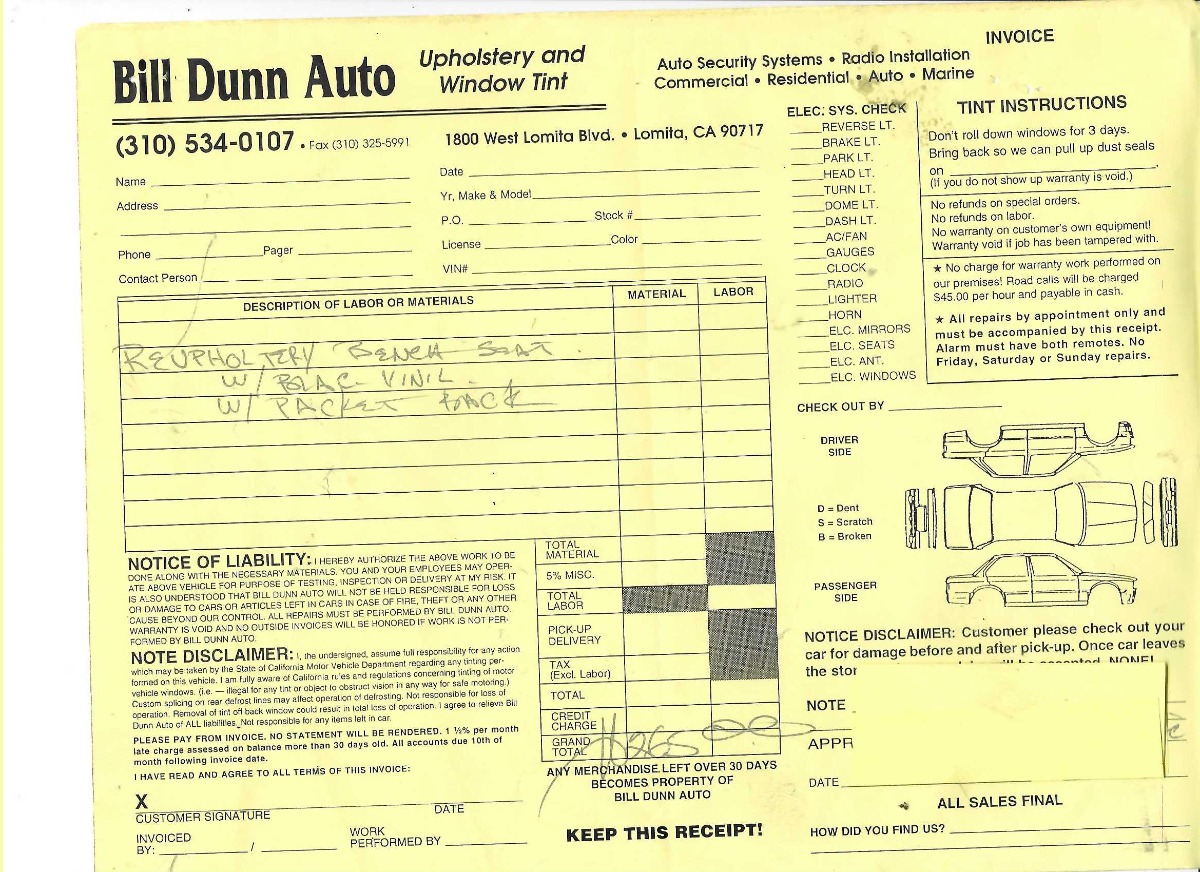 INVOICE
Bill Dunn Auto
Upholstery and
Window Tint
Auto Security Systems • Radio Installation
Commercial • Residential • Auto • Marine
(310) 534-0107 • Fax (310) 325-5991
1800 West Lomita Blvd. • Lomita, CA 90717
Name
Address
Phone
Pager
Contact Person
Date
Yr, Make & Model
P.O.
Stock #
License
Color
VIN#
ELEC. SYS. CHECK
REVERSE LT.
BRAKE LT.
PARK LT.
HEAD LT.
TURN LT.
DOME LT.
DASH LT.
AC/FAN
GAUGES
CLOCK
RADIO
LIGHTER
HORN
ELC. MIRRORS
ELC. SEATS
ELC. ANT.
ELC. WINDOWS
TINT INSTRUCTIONS
Don't roll down windows for 3 days.
Bring back so we can pull up dust seals
on
(If you do not show up warranty is void.)
No refunds on special orders.
No refunds on labor.
No warranty on customer's own equipment!
Warranty void if job has been tampered with.
★ No charge for warranty work performed on
our premises! Road calls will be charged
$45.00 per hour and payable in cash.
★ All repairs by appointment only and
must be accompanied by this receipt.
Alarm must have both remotes. No
Friday, Saturday or Sunday repairs.
DESCRIPTION OF LABOR OR MATERIALS
MATERIAL
LABOR
REUPHOLTERY BENCH SEAT
W/ BLAC VINIL
W/ PACKET BACK
CHECK OUT BY
DRIVER
SIDE
D = Dent
S = Scratch
B = Broken
PASSENGER
SIDE
NOTICE OF LIABILITY: I HEREBY AUTHORIZE THE ABOVE WORK TO BE
DONE ALONG WITH THE NECESSARY MATERIALS. YOU AND YOUR EMPLOYEES MAY OPER-
ATE ABOVE VEHICLE FOR PURPOSE OF TESTING, INSPECTION OR DELIVERY AT MY RISK. IT
IS ALSO UNDERSTOOD THAT BILL DUNN AUTO WILL NOT BE HELD RESPONSIBLE FOR LOSS
OR DAMAGE TO CARS OR ARTICLES LEFT IN CARS IN CASE OF FIRE, THEFT OR ANY OTHER
CAUSE BEYOND OUR CONTROL. ALL REPAIRS MUST BE PERFORMED BY BILL DUNN AUTO.
WARRANTY IS VOID AND NO OUTSIDE INVOICES WILL BE HONORED IF WORK IS NOT PER-
FORMED BY BILL DUNN AUTO.
NOTE DISCLAIMER: I, the undersigned, assume full responsibility for any action
which may be taken by the State of California Motor Vehicle Department regarding any tinting per-
formed on this vehicle. I am fully aware of California rules and regulations concerning tinting of motor
vehicle windows. (i.e. — illegal for any tint or object to obstruct vision in any way for safe motoring.)
Custom splicing on rear defrost lines may affect operation of defrosting. Not responsible for loss of
operation. Removal of tint off back window could result in total loss of operation. I agree to relieve Bill
Dunn Auto of ALL liabilities. Not responsible for any items left in car.
PLEASE PAY FROM INVOICE. NO STATEMENT WILL BE RENDERED. 1 ½% per month
late charge assessed on balance more than 30 days old. All accounts due 10th of
month following invoice date.
I HAVE READ AND AGREE TO ALL TERMS OF THIS INVOICE:
X
CUSTOMER SIGNATURE
DATE
INVOICED
BY:
/
WORK
PERFORMED BY
TOTAL
MATERIAL
5% MISC.
TOTAL
LABOR
PICK-UP
DELIVERY
TAX
(Excl. Labor)
TOTAL
CREDIT
CHARGE
GRAND
TOTAL
$265 00
ANY MERCHANDISE LEFT OVER 30 DAYS
BECOMES PROPERTY OF
BILL DUNN AUTO
KEEP THIS RECEIPT!
NOTICE DISCLAIMER: Customer please check out your
car for damage before and after pick-up. Once car leaves
the stor will be accepted. NONE!
NOTE
APPR
DATE
ALL SALES FINAL
HOW DID YOU FIND US?